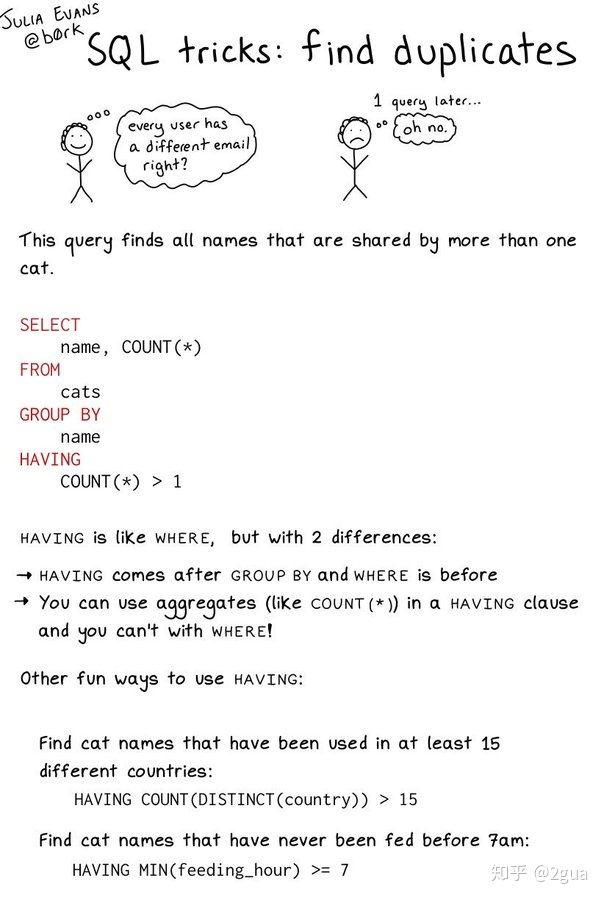 JULIA EVANS
@b0rk
SQL tricks: find duplicates
every user has
a different email
right?
1 query later...
oh no.
This query finds all names that are shared by more than one
cat.
SELECT
name, COUNT(*)
FROM
cats
GROUP BY
name
HAVING
COUNT(*) > 1
HAVING is like WHERE, but with 2 differences:
→ HAVING comes after GROUP BY and WHERE is before
→ You can use aggregates (like COUNT(*)) in a HAVING clause
and you can't with WHERE!
Other fun ways to use HAVING:
Find cat names that have been used in at least 15
different countries:
HAVING COUNT(DISTINCT(country)) > 15
Find cat names that have never been fed before 7am:
HAVING MIN(feeding_hour) >= 7
知乎 @2gua